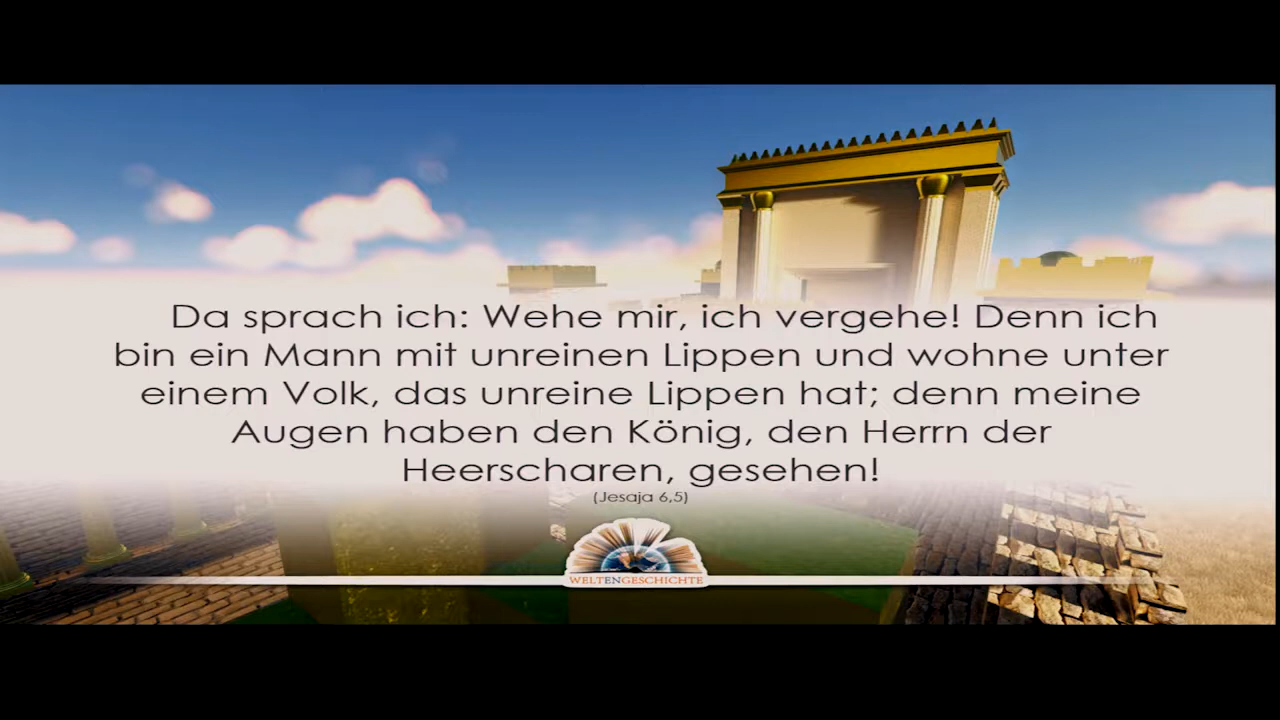 Da sprach ich: Wehe mir, ich vergehe! Denn ich
bin ein Mann mit unreinen Lippen und wohne unter
einem Volk, das unreine Lippen hat; denn meine
Augen haben den König, den Herrn der
Heerscharen, gesehen!
(Jesaja 6,5)
WELTENGESCHICHTE